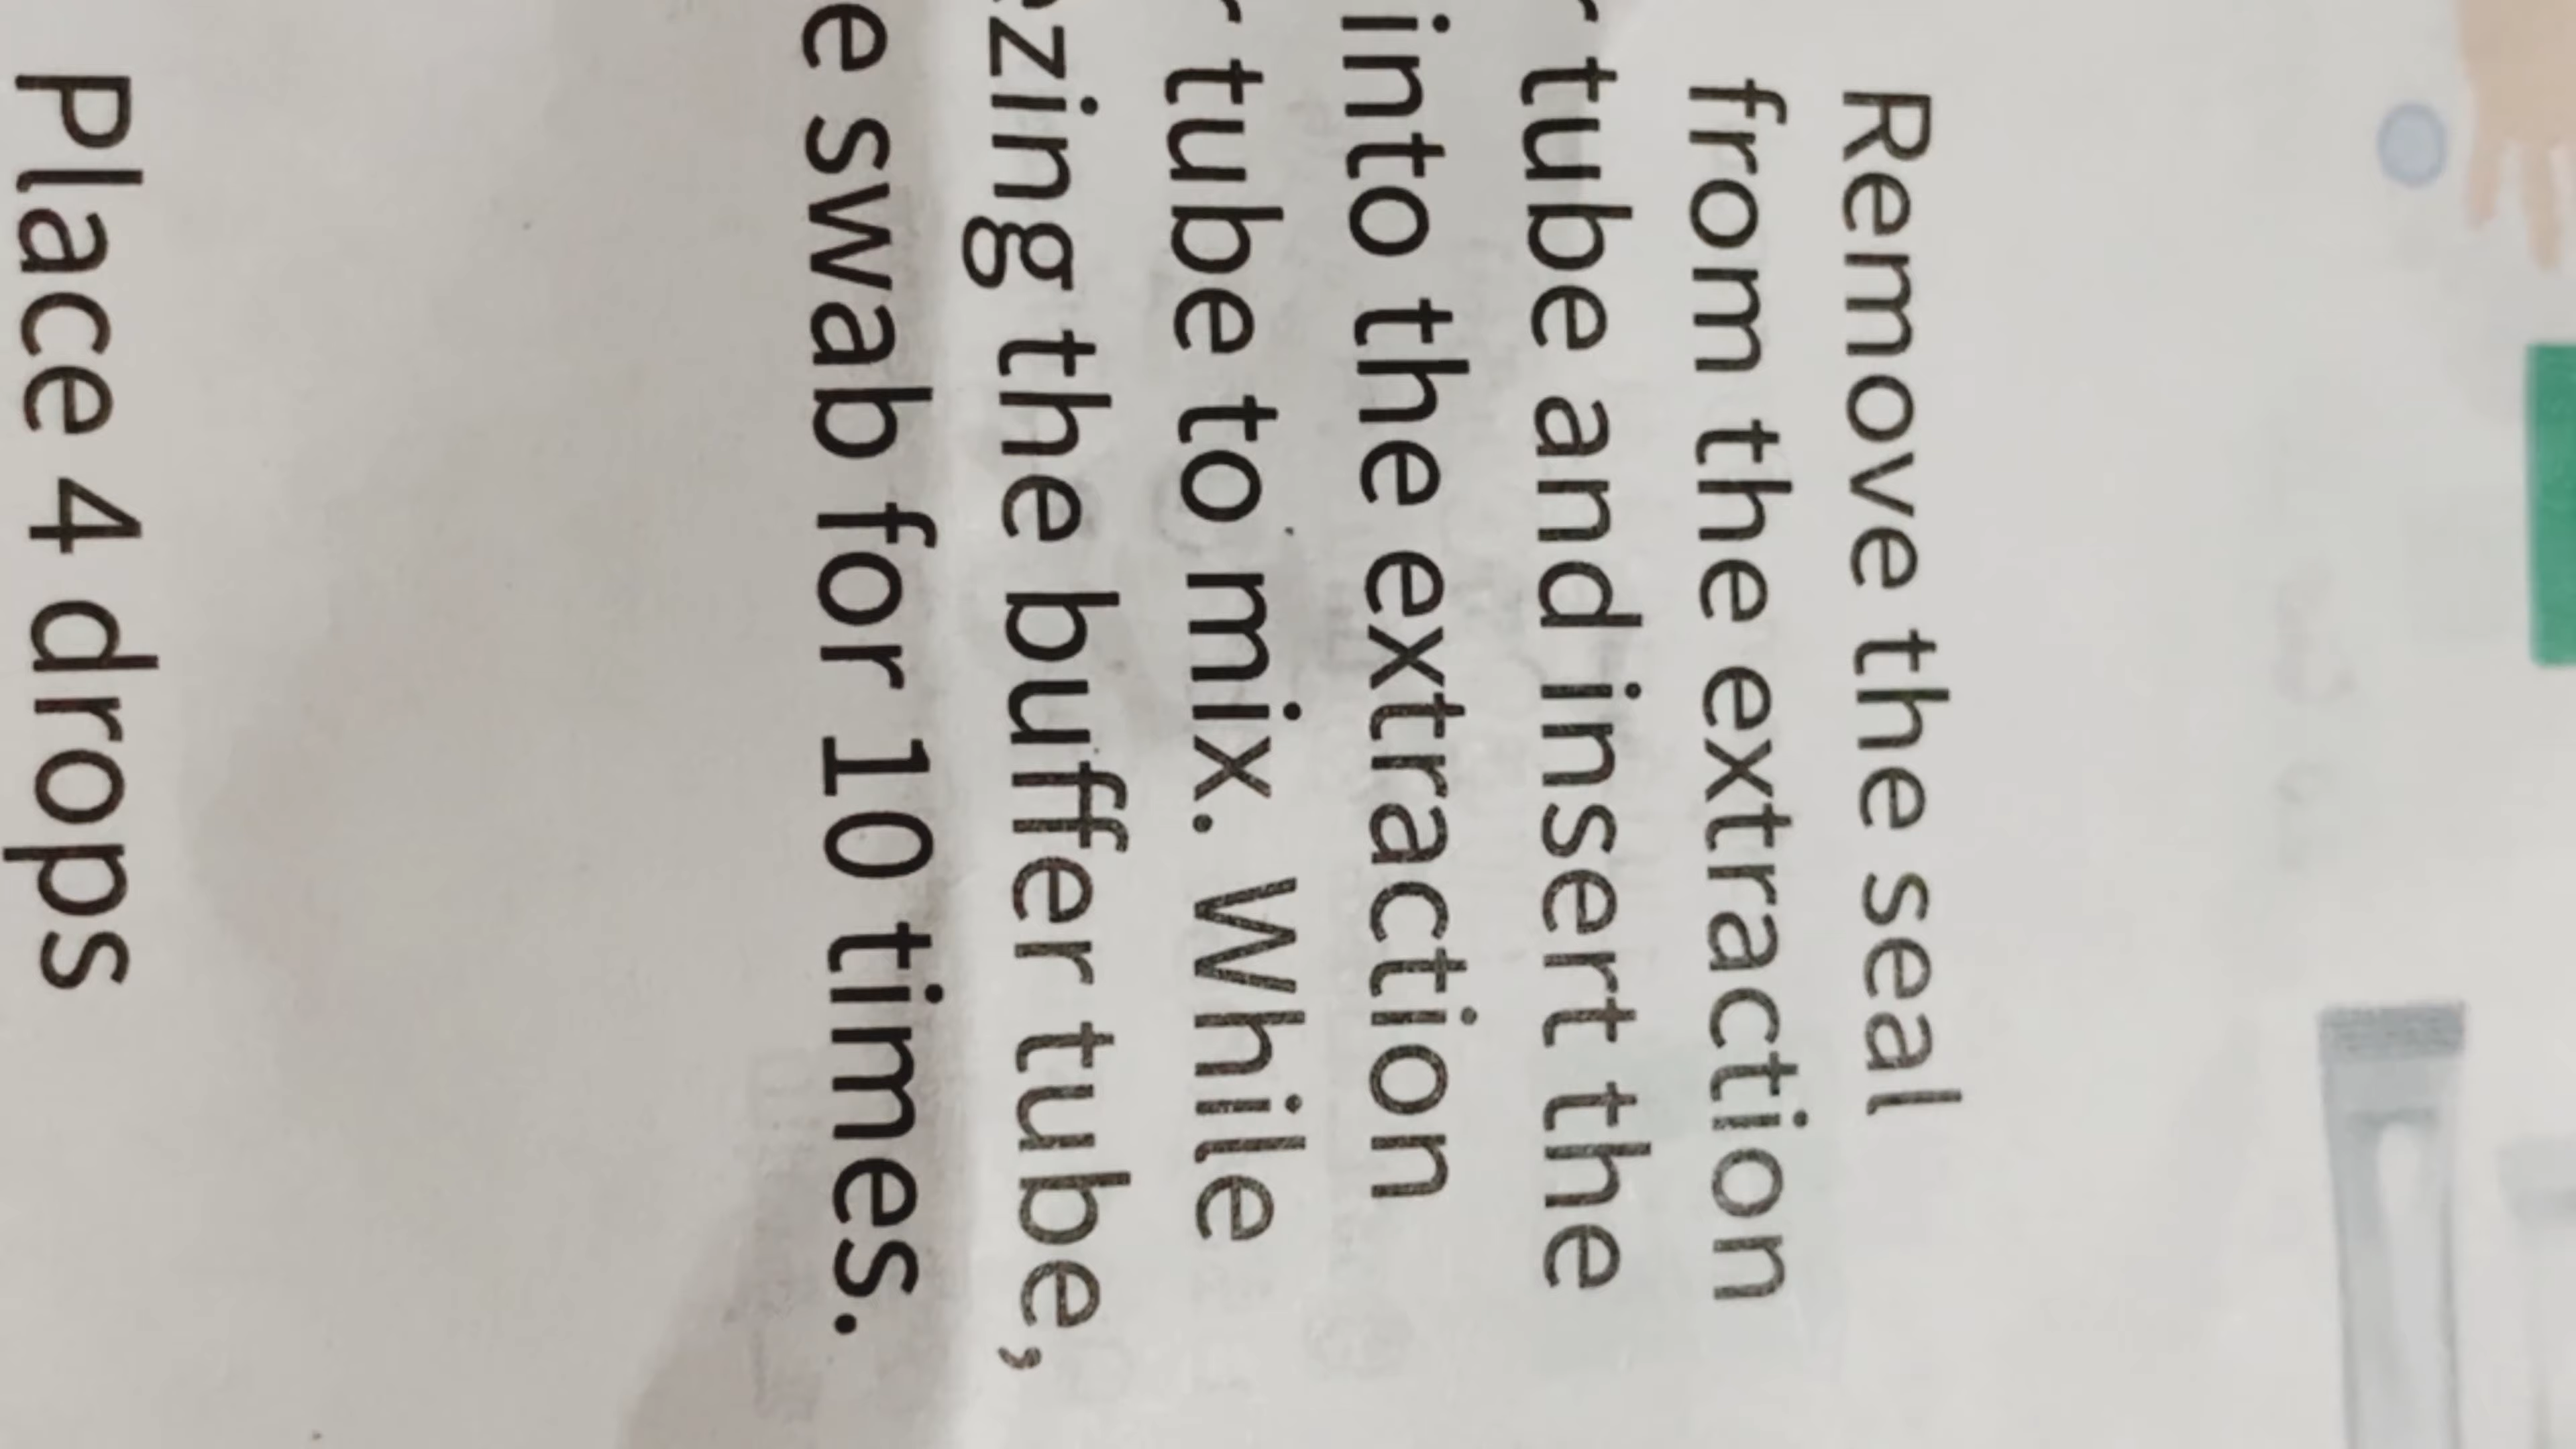 Remove the seal
from the extraction
tube and insert the
into the extraction
tube to mix. While
the buffer tube,
swab for 10 times.
Place 4 drops